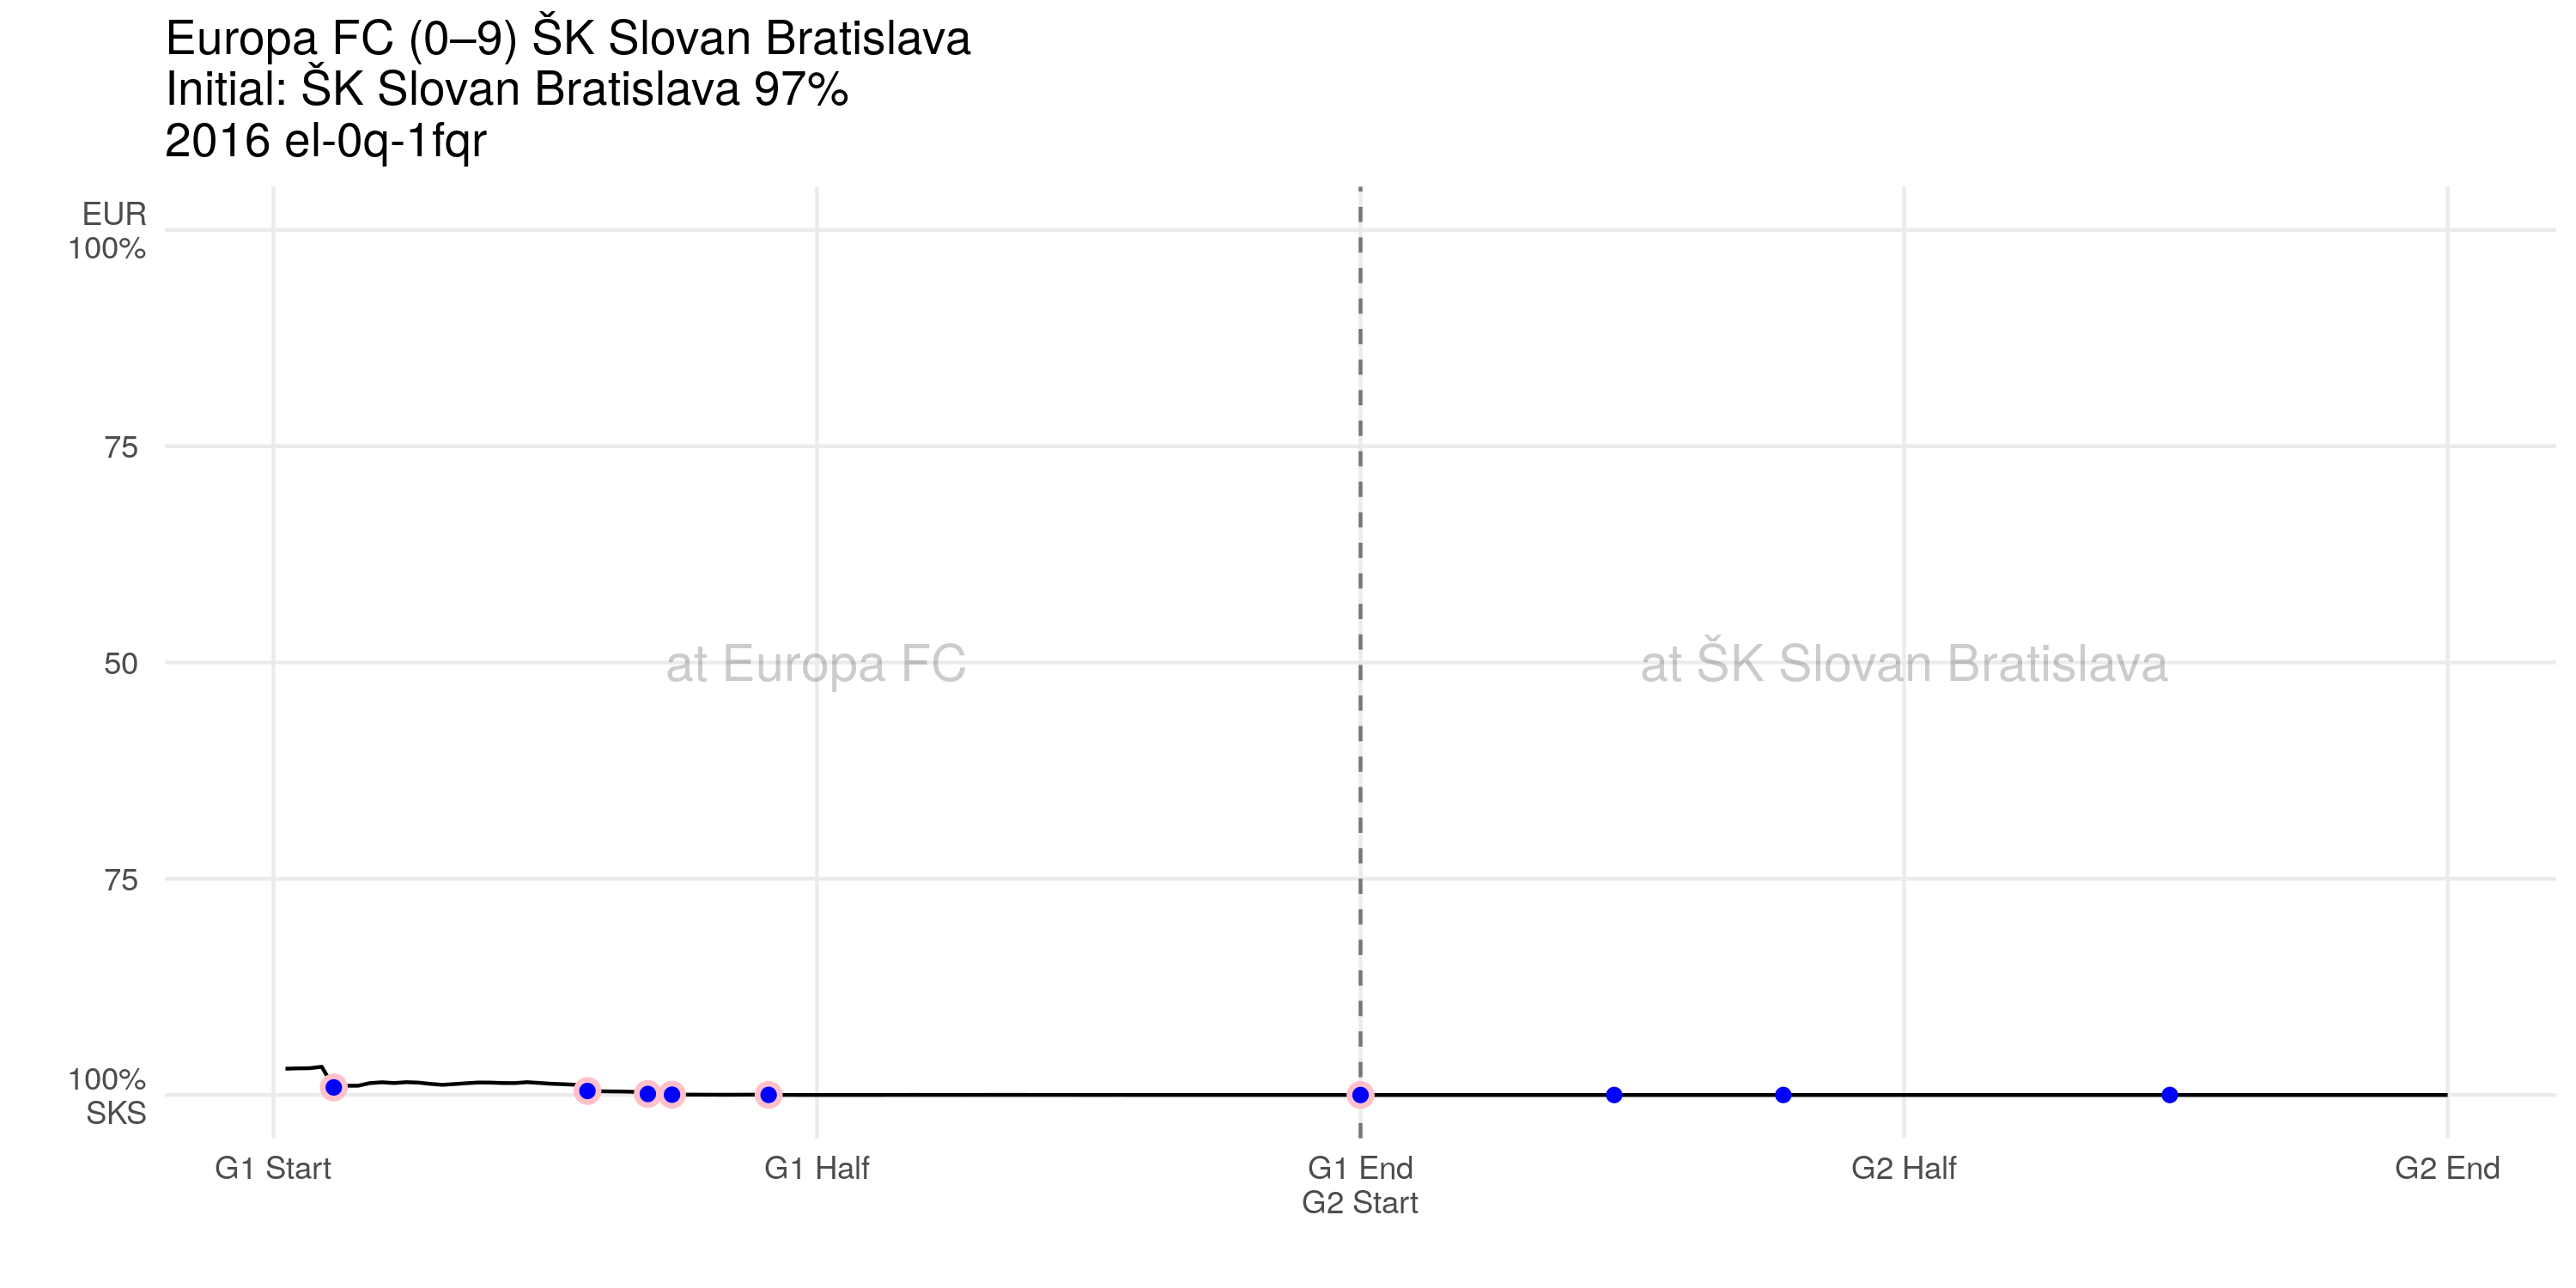 Europa FC (0–9) ŠK Slovan Bratislava
Initial: ŠK Slovan Bratislava 97%
2016 el-0q-1fqr
EUR
100%
75
50
75
100%
SKS
at Europa FC
at ŠK Slovan Bratislava
G1 Start
G1 Half
G1 End
G2 Start
G2 Half
G2 End